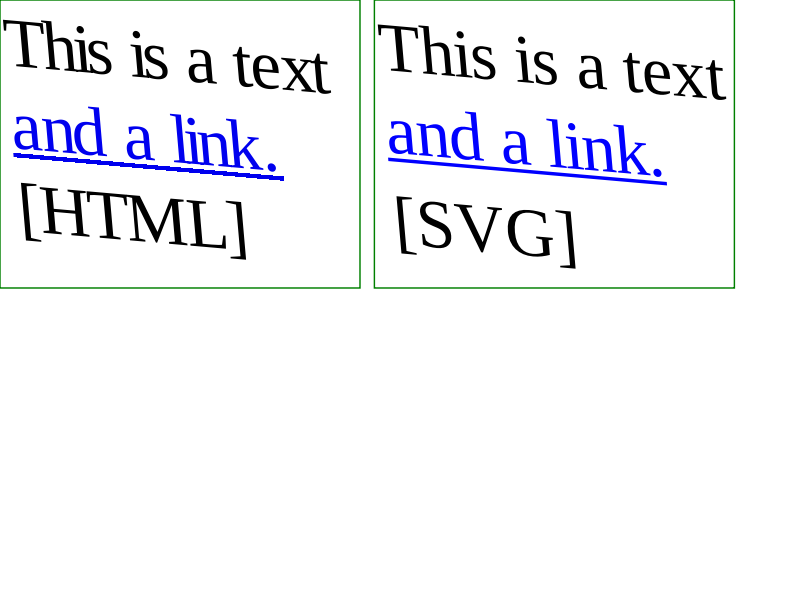 This is a text
and a link.
[HTML]
This is a text
and a link.
[SVG]